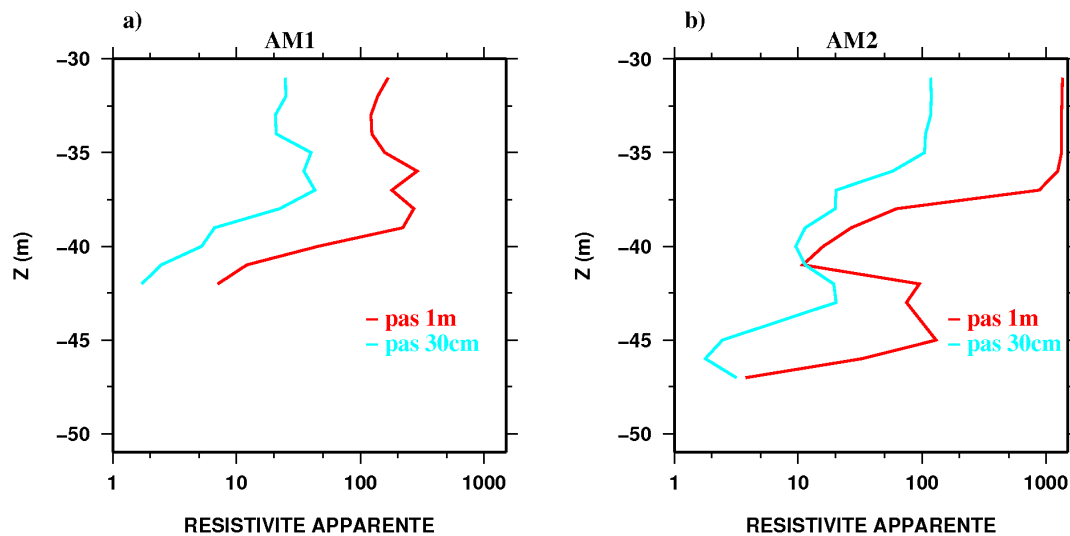 a)
AM1
−30
−35
−40
−45
−50
Z (m)
− pas 1m
− pas 30cm
1 10 100 1000
RESISTIVITE APPARENTE
b)
AM2
−30
−35
−40
−45
−50
Z (m)
− pas 1m
− pas 30cm
1 10 100 1000
RESISTIVITE APPARENTE